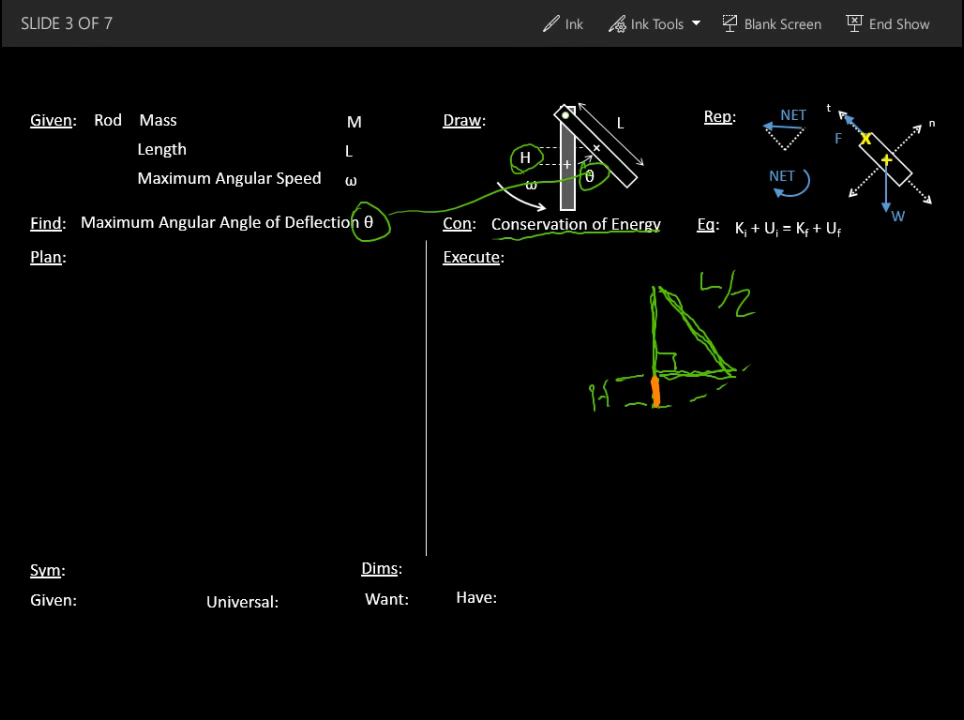 SLIDE 3 OF 7 Ink Ink Tools Blank Screen End Show
Given: Rod Mass M
Length L
Maximum Angular Speed ω
Find: Maximum Angular Angle of Deflection θ
Draw:
L
H
θ
ω
Con: Conservation of Energy
Rep:
NET
t
n
F
NET
W
Eq: Kᵢ + Uᵢ = K_f + U_f
Plan:
Execute:
L/2
H
Sym:
Given: Universal:
Dims:
Want: Have: